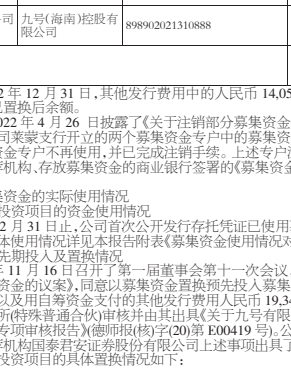 公司
九号(海南)控股有
限公司
898902021310888
2年12月31日,其他发行费用中的人民币14,05
是置换后余额。
022年4月26日披露了《关于注销部分募集资金
司莱蒙支行开立的两个募集资金专户中的募集资
资金专户不再使用,并已完成注销手续。上述专户注
荐机构、存放募集资金的商业银行签署的《募集资金
集资金的实际使用情况
投资项目的资金使用情况
2月31日止,公司首次公开发行存托凭证已使用
体使用情况详见本报告附表《募集资金使用情况对
先期投入及置换情况
年11月16日召开了第一届董事会第十一次会议、
资金的议案》,同意以募集资金置换预先投入募集
以及用自筹资金支付的其他发行费用人民币19,34
所(特殊普通合伙)审核并由其出具《关于九号有限
专项审核报告》(德师报(核)字(20)第E00419号)。公
荐机构国泰君安证券股份有限公司上述事项出具了
投资项目的具体置换情况如下: